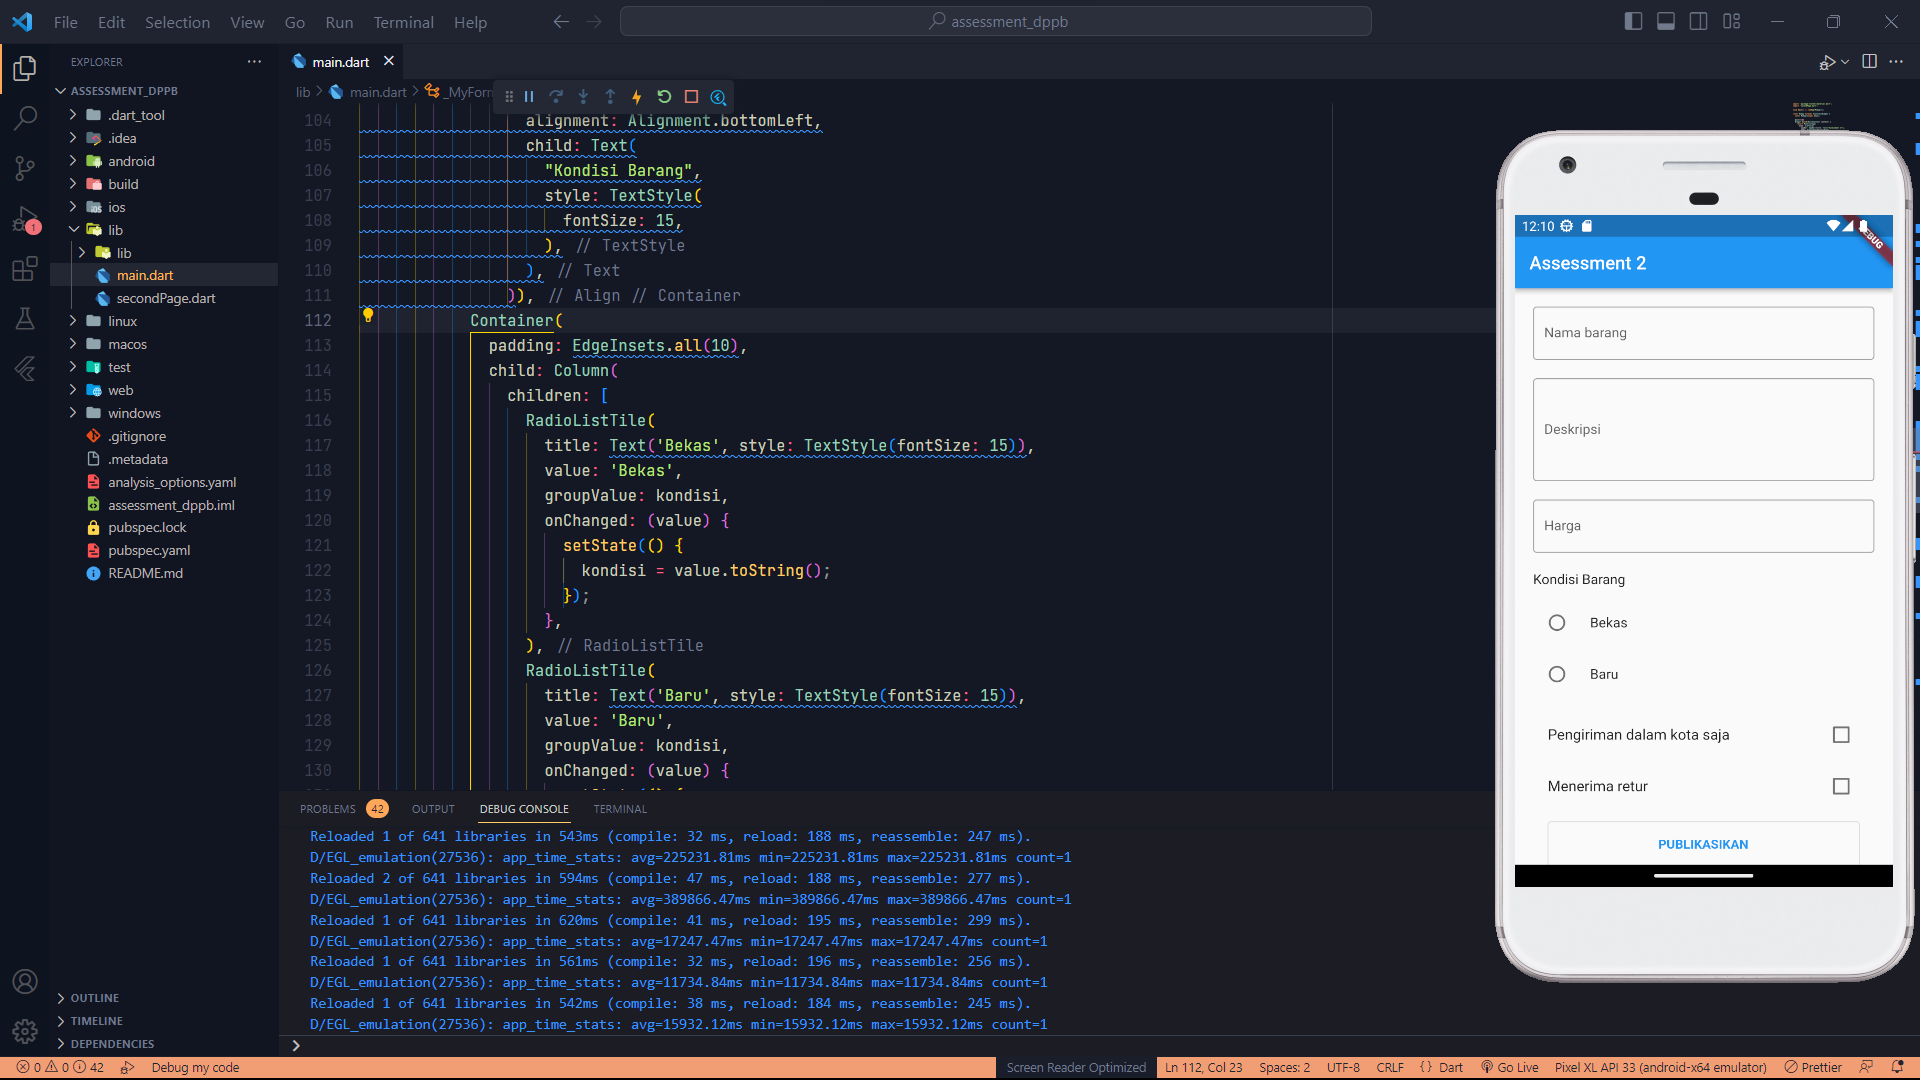 File Edit Selection View Go Run Terminal Help
assessment_dppb
EXPLORER
ASSESSMENT_DPPB
.dart_tool
.idea
android
build
ios
lib
lib
main.dart
secondPage.dart
linux
macos
test
web
windows
.gitignore
.metadata
analysis_options.yaml
assessment_dppb.iml
pubspec.lock
pubspec.yaml
README.md
OUTLINE
TIMELINE
DEPENDENCIES
1
main.dart
lib > main.dart > _MyForm
104 alignment: Alignment.bottomLeft,
105 child: Text(
106 "Kondisi Barang",
107 style: TextStyle(
108 fontSize: 15,
109 ), // TextStyle
110 ), // Text
111 )), // Align // Container
112 Container(
113 padding: EdgeInsets.all(10),
114 child: Column(
115 children: [
116 RadioListTile(
117 title: Text('Bekas', style: TextStyle(fontSize: 15)),
118 value: 'Bekas',
119 groupValue: kondisi,
120 onChanged: (value) {
121 setState(() {
122 kondisi = value.toString();
123 });
124 },
125 ), // RadioListTile
126 RadioListTile(
127 title: Text('Baru', style: TextStyle(fontSize: 15)),
128 value: 'Baru',
129 groupValue: kondisi,
130 onChanged: (value) {
PROBLEMS 42 OUTPUT DEBUG CONSOLE TERMINAL
Reloaded 1 of 641 libraries in 543ms (compile: 32 ms, reload: 188 ms, reassemble: 247 ms).
D/EGL_emulation(27536): app_time_stats: avg=225231.81ms min=225231.81ms max=225231.81ms count=1
Reloaded 2 of 641 libraries in 594ms (compile: 47 ms, reload: 188 ms, reassemble: 277 ms).
D/EGL_emulation(27536): app_time_stats: avg=389866.47ms min=389866.47ms max=389866.47ms count=1
Reloaded 1 of 641 libraries in 620ms (compile: 41 ms, reload: 195 ms, reassemble: 299 ms).
D/EGL_emulation(27536): app_time_stats: avg=17247.47ms min=17247.47ms max=17247.47ms count=1
Reloaded 1 of 641 libraries in 561ms (compile: 32 ms, reload: 196 ms, reassemble: 256 ms).
D/EGL_emulation(27536): app_time_stats: avg=11734.84ms min=11734.84ms max=11734.84ms count=1
Reloaded 1 of 641 libraries in 542ms (compile: 38 ms, reload: 184 ms, reassemble: 245 ms).
D/EGL_emulation(27536): app_time_stats: avg=15932.12ms min=15932.12ms max=15932.12ms count=1
12:10
Assessment 2
Nama barang
Deskripsi
Harga
Kondisi Barang
Bekas
Baru
Pengiriman dalam kota saja
Menerima retur
PUBLIKASIKAN
0 0 42 Debug my code Screen Reader Optimized Ln 112, Col 23 Spaces: 2 UTF-8 CRLF {} Dart Go Live Pixel XL API 33 (android-x64 emulator) Prettier